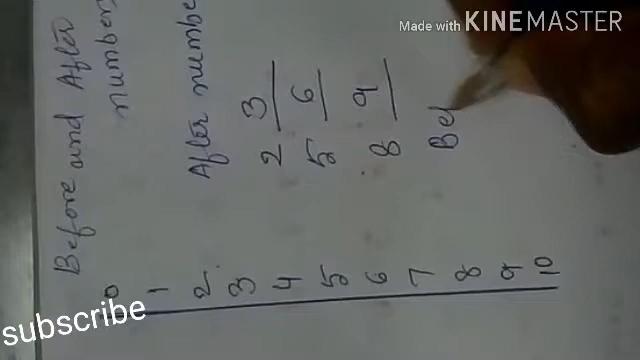 Before and After
numbers
0
1
2
3
4
5
6
7
8
9
10
After numbe
2 3
5 6
8 9
Bef
Made with KINEMASTER
subscribe